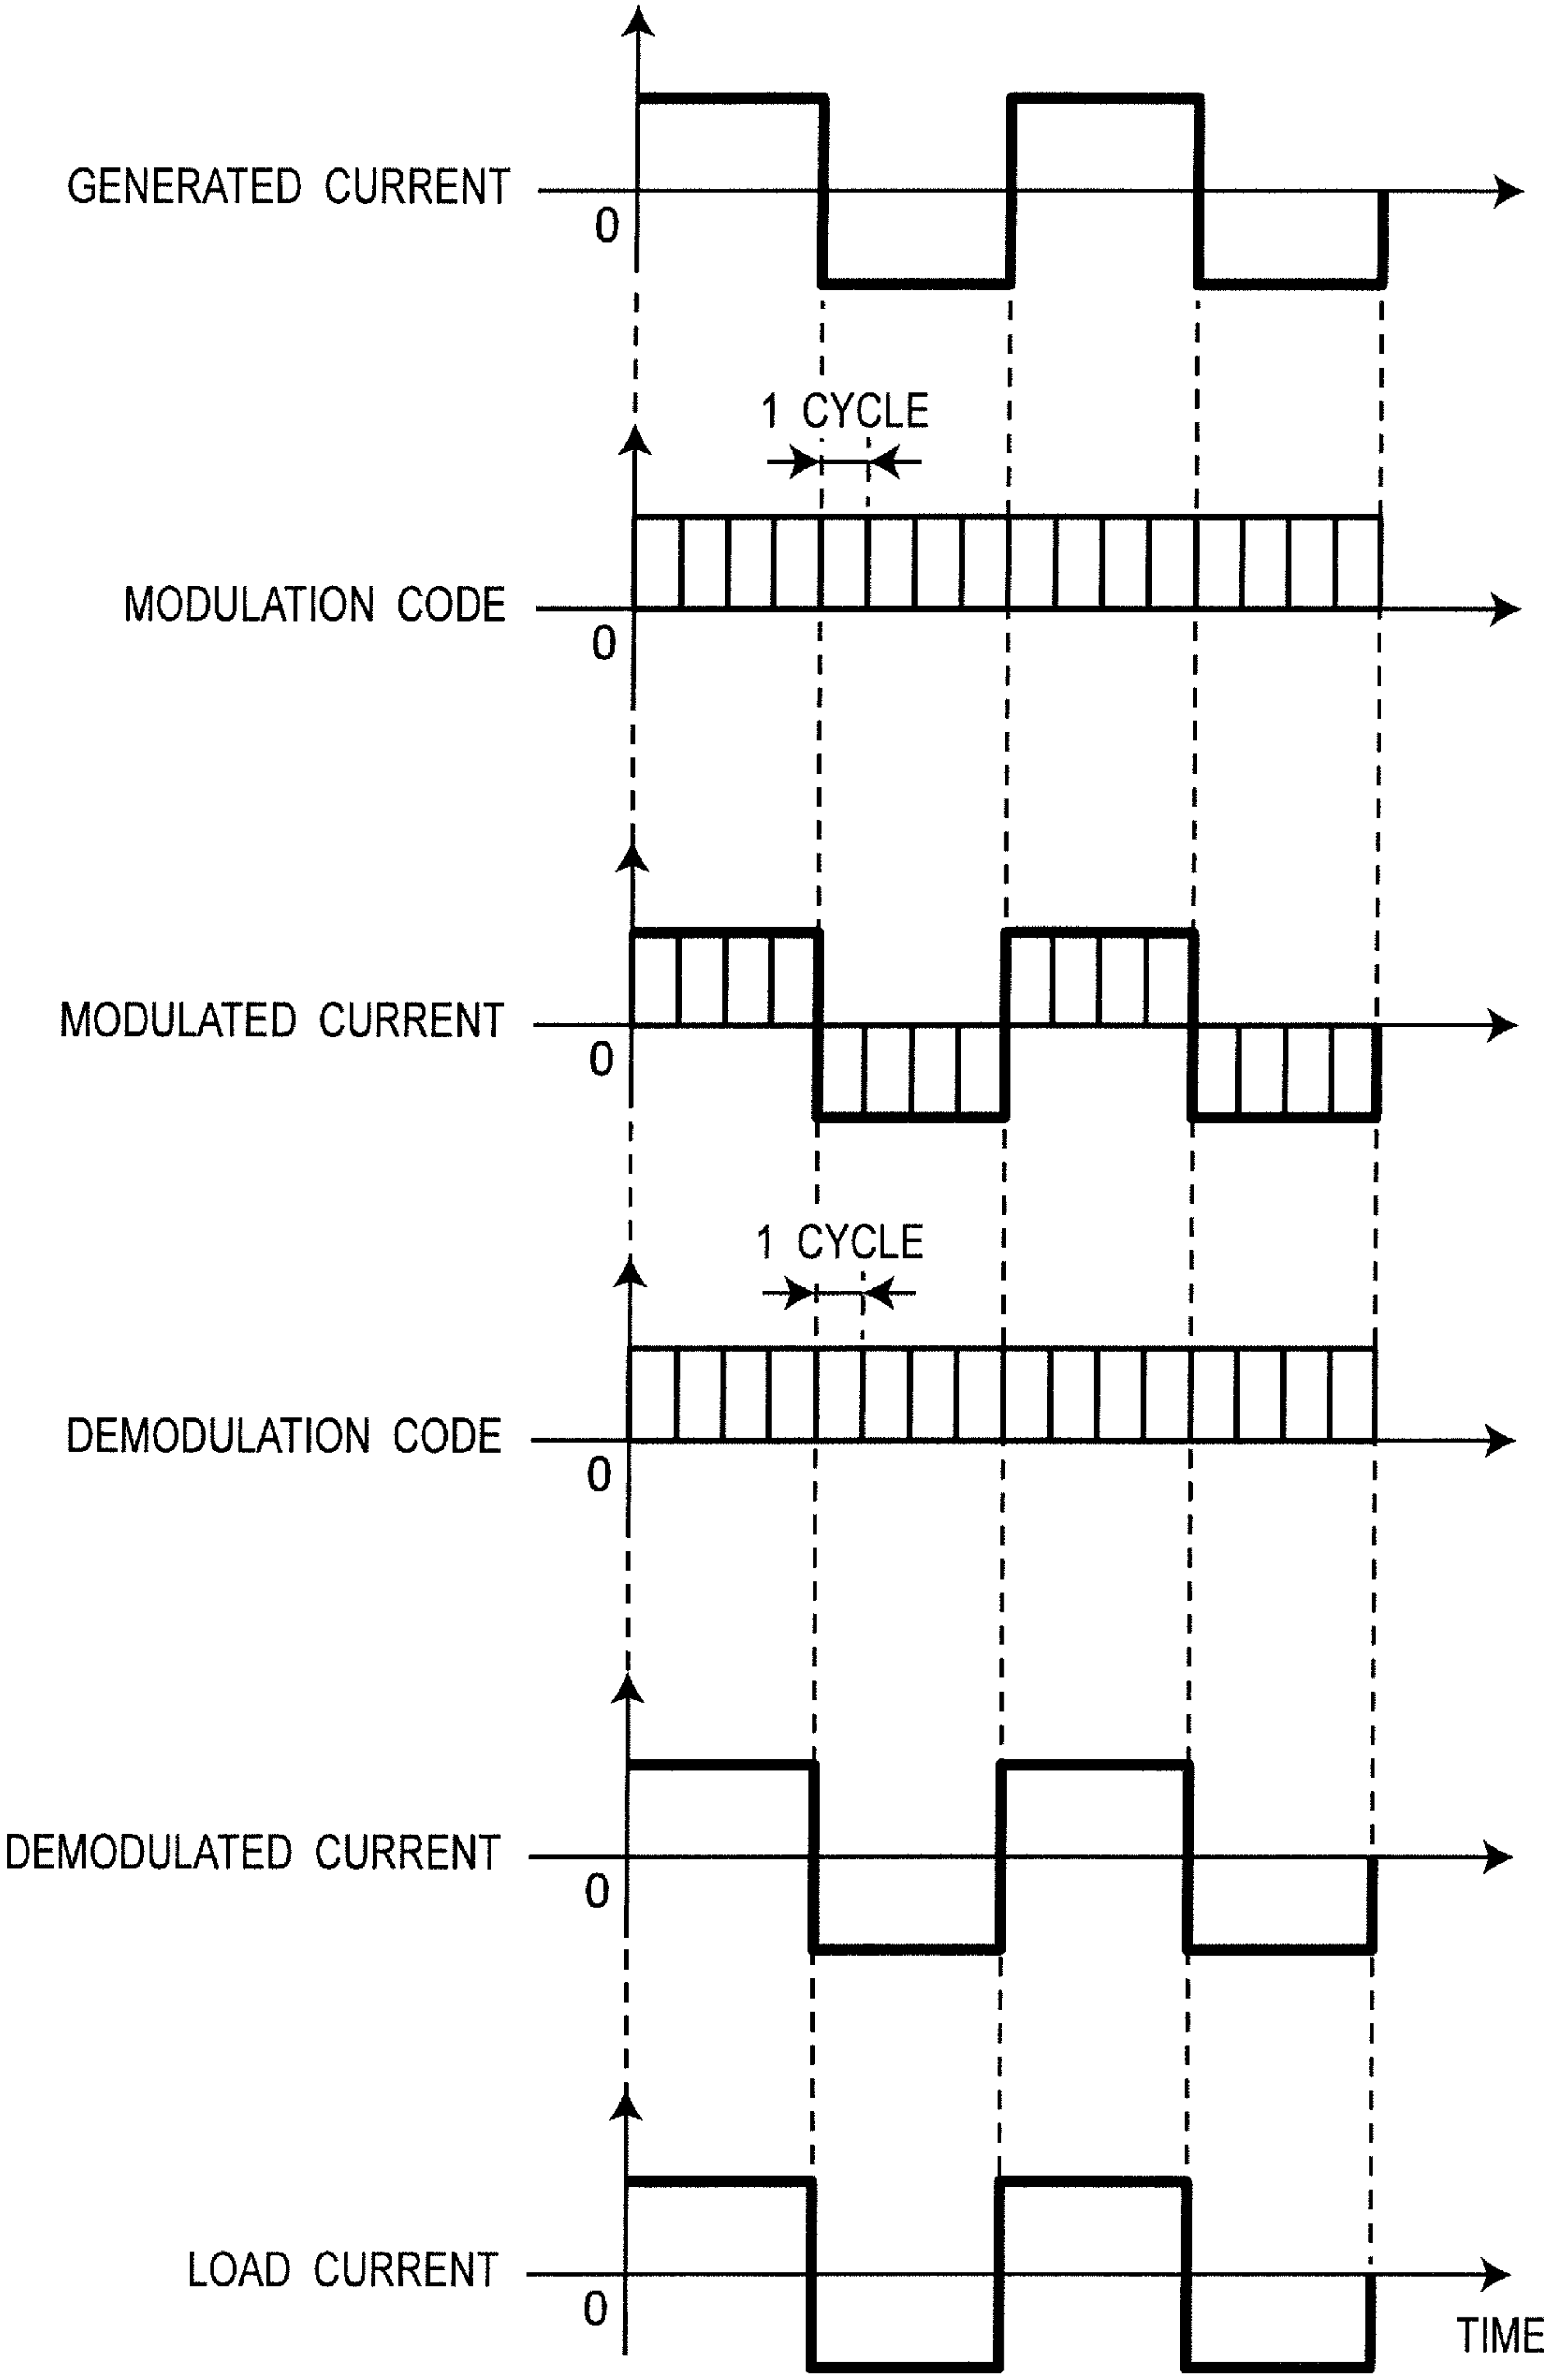 GENERATED CURRENT
0
1 CYCLE
MODULATION CODE
0
MODULATED CURRENT
0
1 CYCLE
DEMODULATION CODE
0
DEMODULATED CURRENT
0
LOAD CURRENT
0
TIME